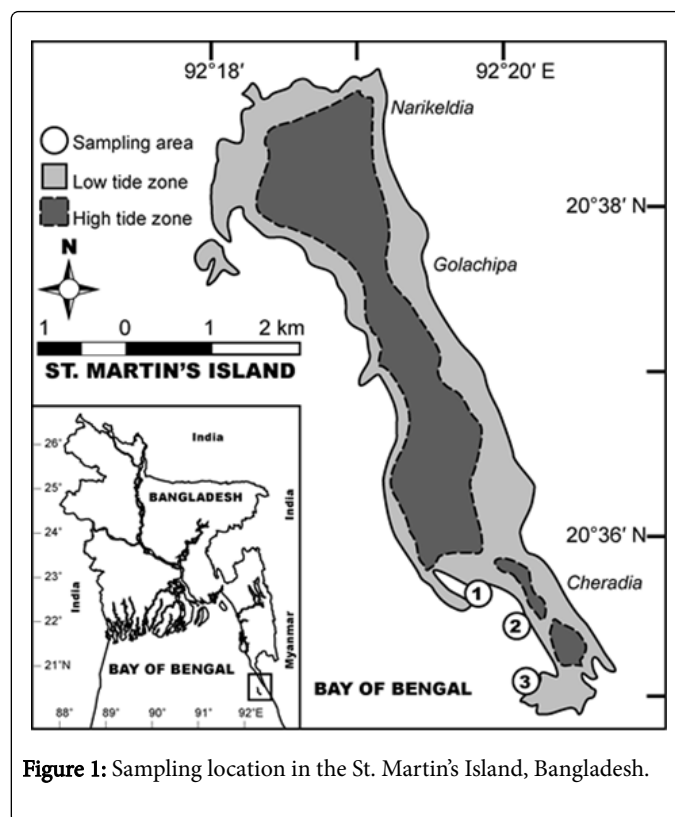 92°18′ 92°20′ E
Narikeldia
Sampling area
Low tide zone
High tide zone
20°38′ N
N
Golachipa
1 0 1 2 km
ST. MARTIN'S ISLAND
India
26°
BANGLADESH
25°
India
24°
20°36′ N
23°
India
Cheradia
1
22°
2
Myanmar
21°N
BAY OF BENGAL
3
BAY OF BENGAL
88° 89° 90° 91° 92°E
Figure 1: Sampling location in the St. Martin's Island, Bangladesh.